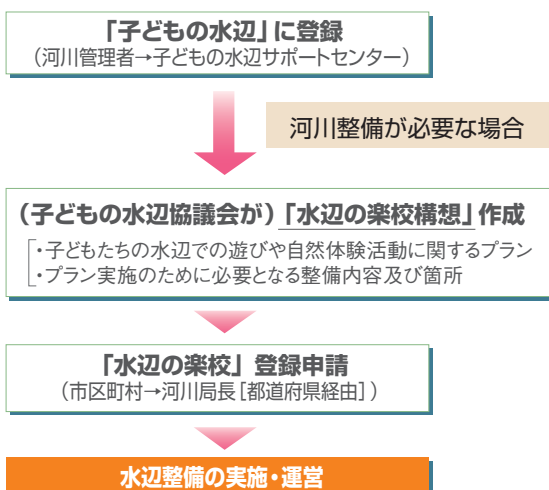 「子どもの水辺」に登録
（河川管理者→子どもの水辺サポートセンター）
河川整備が必要な場合
（子どもの水辺協議会が）「水辺の楽校構想」作成
・子どもたちの水辺での遊びや自然体験活動に関するプラン
・プラン実施のために必要となる整備内容及び箇所
「水辺の楽校」登録申請
（市区町村→河川局長［都道府県経由］）
水辺整備の実施・運営